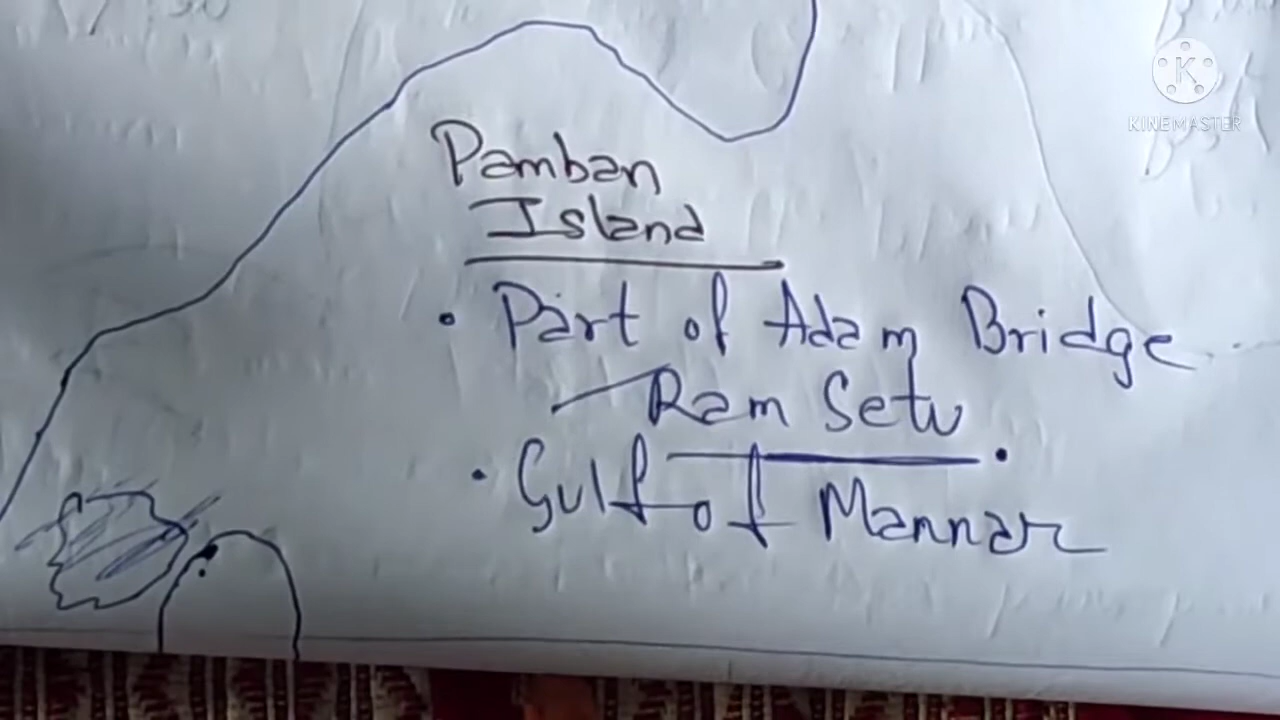 Pamban
Island
• Part of Adam Bridge
Ram Setu
• Gulf of Mannar
K
KINEMASTER